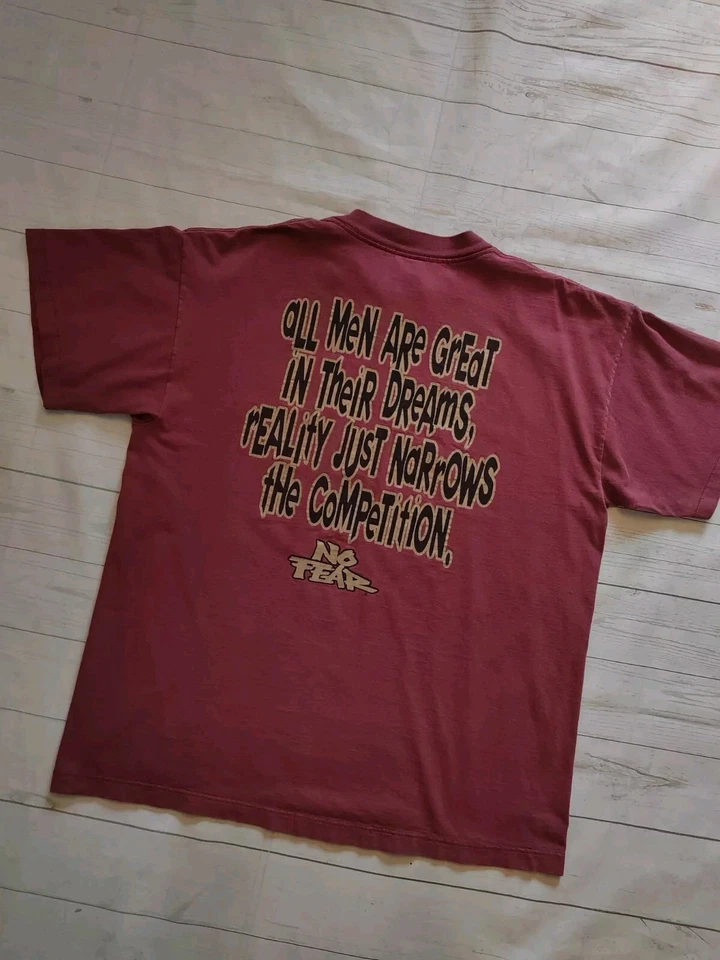 aLL MeN ARe GrEaT
iN TheiR DReAmS,
rEALitY JUST NaRrOWS
tHe CoMPeTitiON.
NO
FEAR